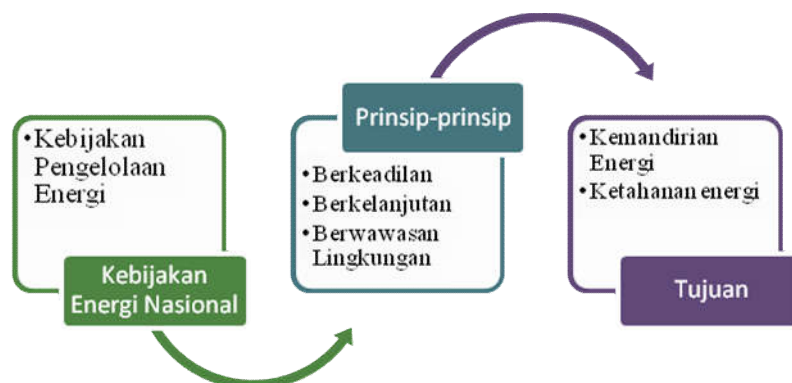 •Kebijakan
Pengelolaan
Energi
Kebijakan
Energi Nasional
Prinsip-prinsip
•Berkeadilan
•Berkelanjutan
•Berwawasan
Lingkungan
•Kemandirian
Energi
•Ketahanan energi
Tujuan